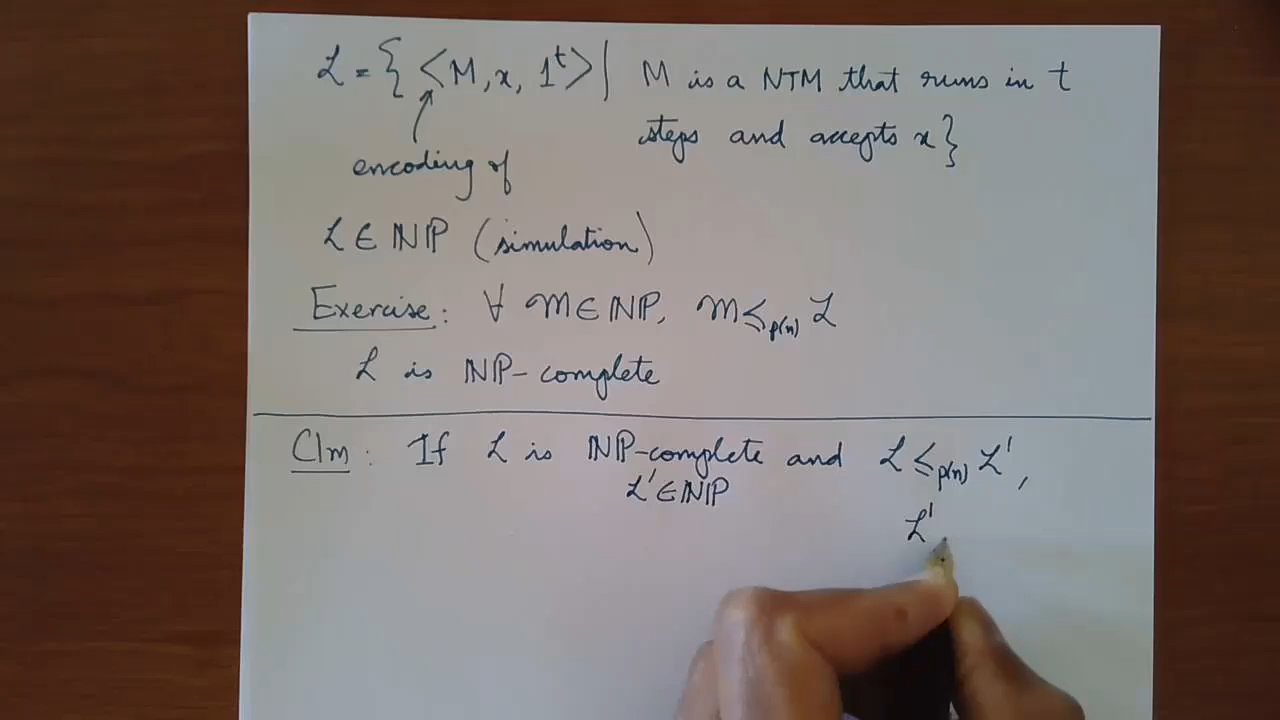 L = { <M, x, 1^t> | M is a NTM that runs in t
steps and accepts x }
encoding of
L ∈ NP (simulation)
Exercise: ∀ M ∈ NP, M ≤p(n) L
L is NP-complete
Clm: If L is NP-complete and L ≤p(n) L',
L' ∈ NP
L'